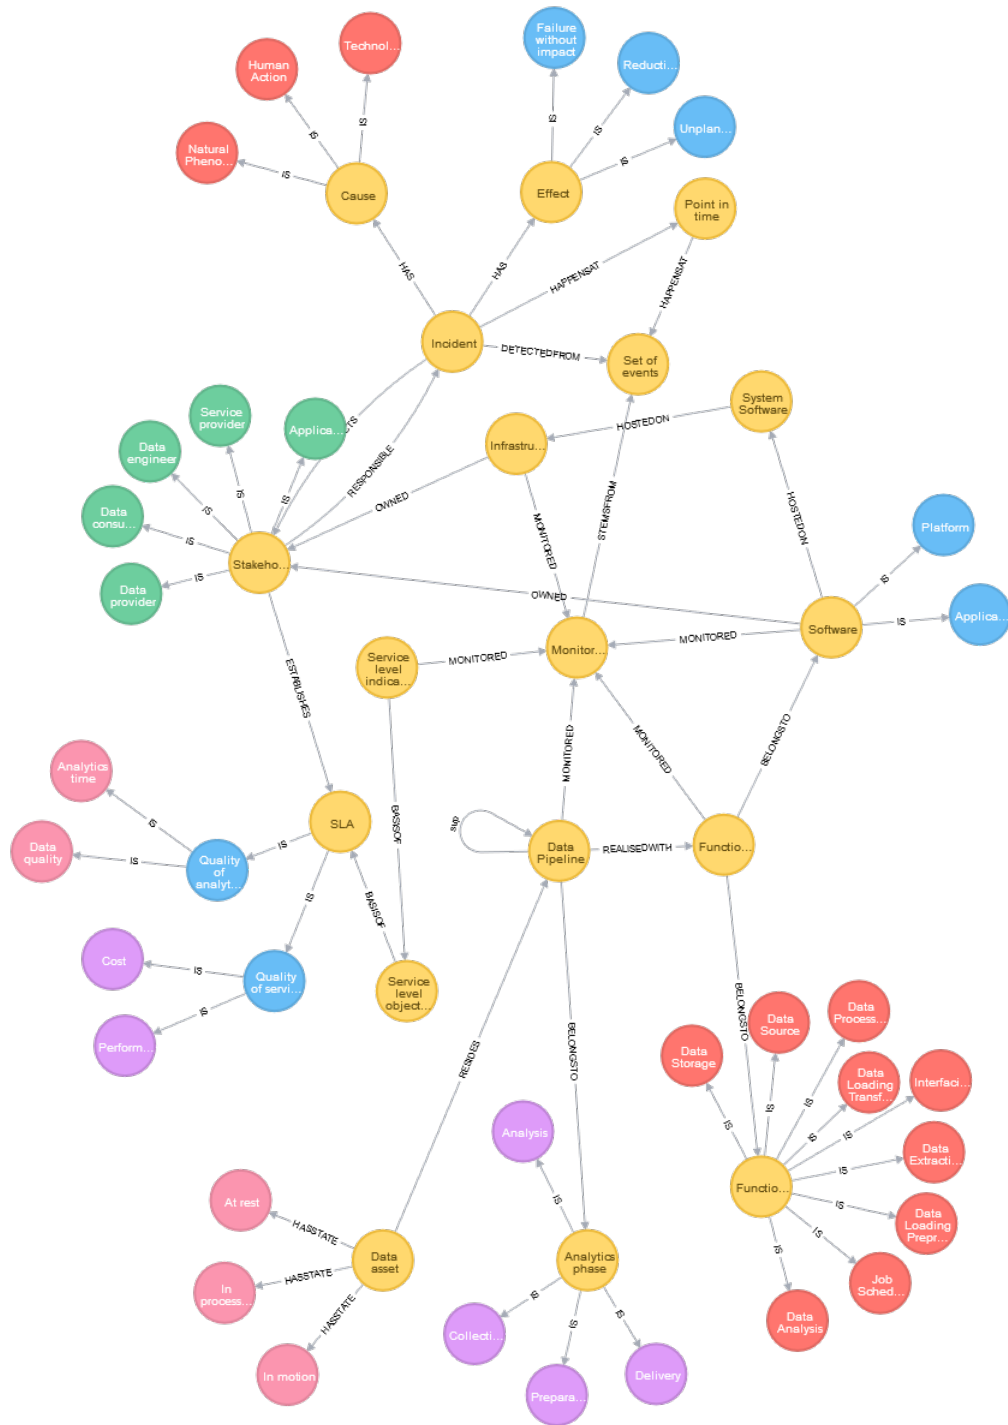 Failure
without
impact
Technol...
Human
Action
Reducti...
IS
IS
IS
IS
Unplan...
Natural
Pheno...
IS
IS
Cause
Effect
Point in
time
HAS
HAS
HAPPENSAT
HAPPENSAT
Incident
DETECTEDFROM
Set of
events
System
Software
Service
provider
Applica...
CTS
HOSTEDON
Infrastru...
Data
engineer
RESPONSIBLE
IS
IS
OWNED
STEMSFROM
HOSTEDON
Data
consu...
IS
IS
MONITORED
Platform
Stakeho...
IS
Data
provider
IS
OWNED
Applica...
IS
Software
MONITORED
Monitor...
Service
level
indica...
MONITORED
ESTABLISHES
BELONGSTO
MONITORED
MONITORED
Analytics
time
IS
SLA
BASISOF
sup
Data
quality
IS
IS
Data
Pipeline
REALISEDWITH
Functio...
Quality
of
analyt...
IS
BASISOF
Cost
IS
Quality
of servi...
Service
level
object...
IS
Perform...
BELONGSTO
RESIDES
BELONGSTO
Data
Source
Data
Process...
Data
Storage
Data
Loading
Transf...
Interfaci...
IS
IS
IS
IS
IS
Analysis
Data
Extracti...
IS
Functio...
IS
IS
At rest
HASSTATE
Data
Loading
Prepr...
IS
IS
Data
asset
Analytics
phase
HASSTATE
In
process...
HASSTATE
Job
Sched...
IS
IS
IS
Collecti...
Data
Analysis
In motion
Prepara...
Delivery